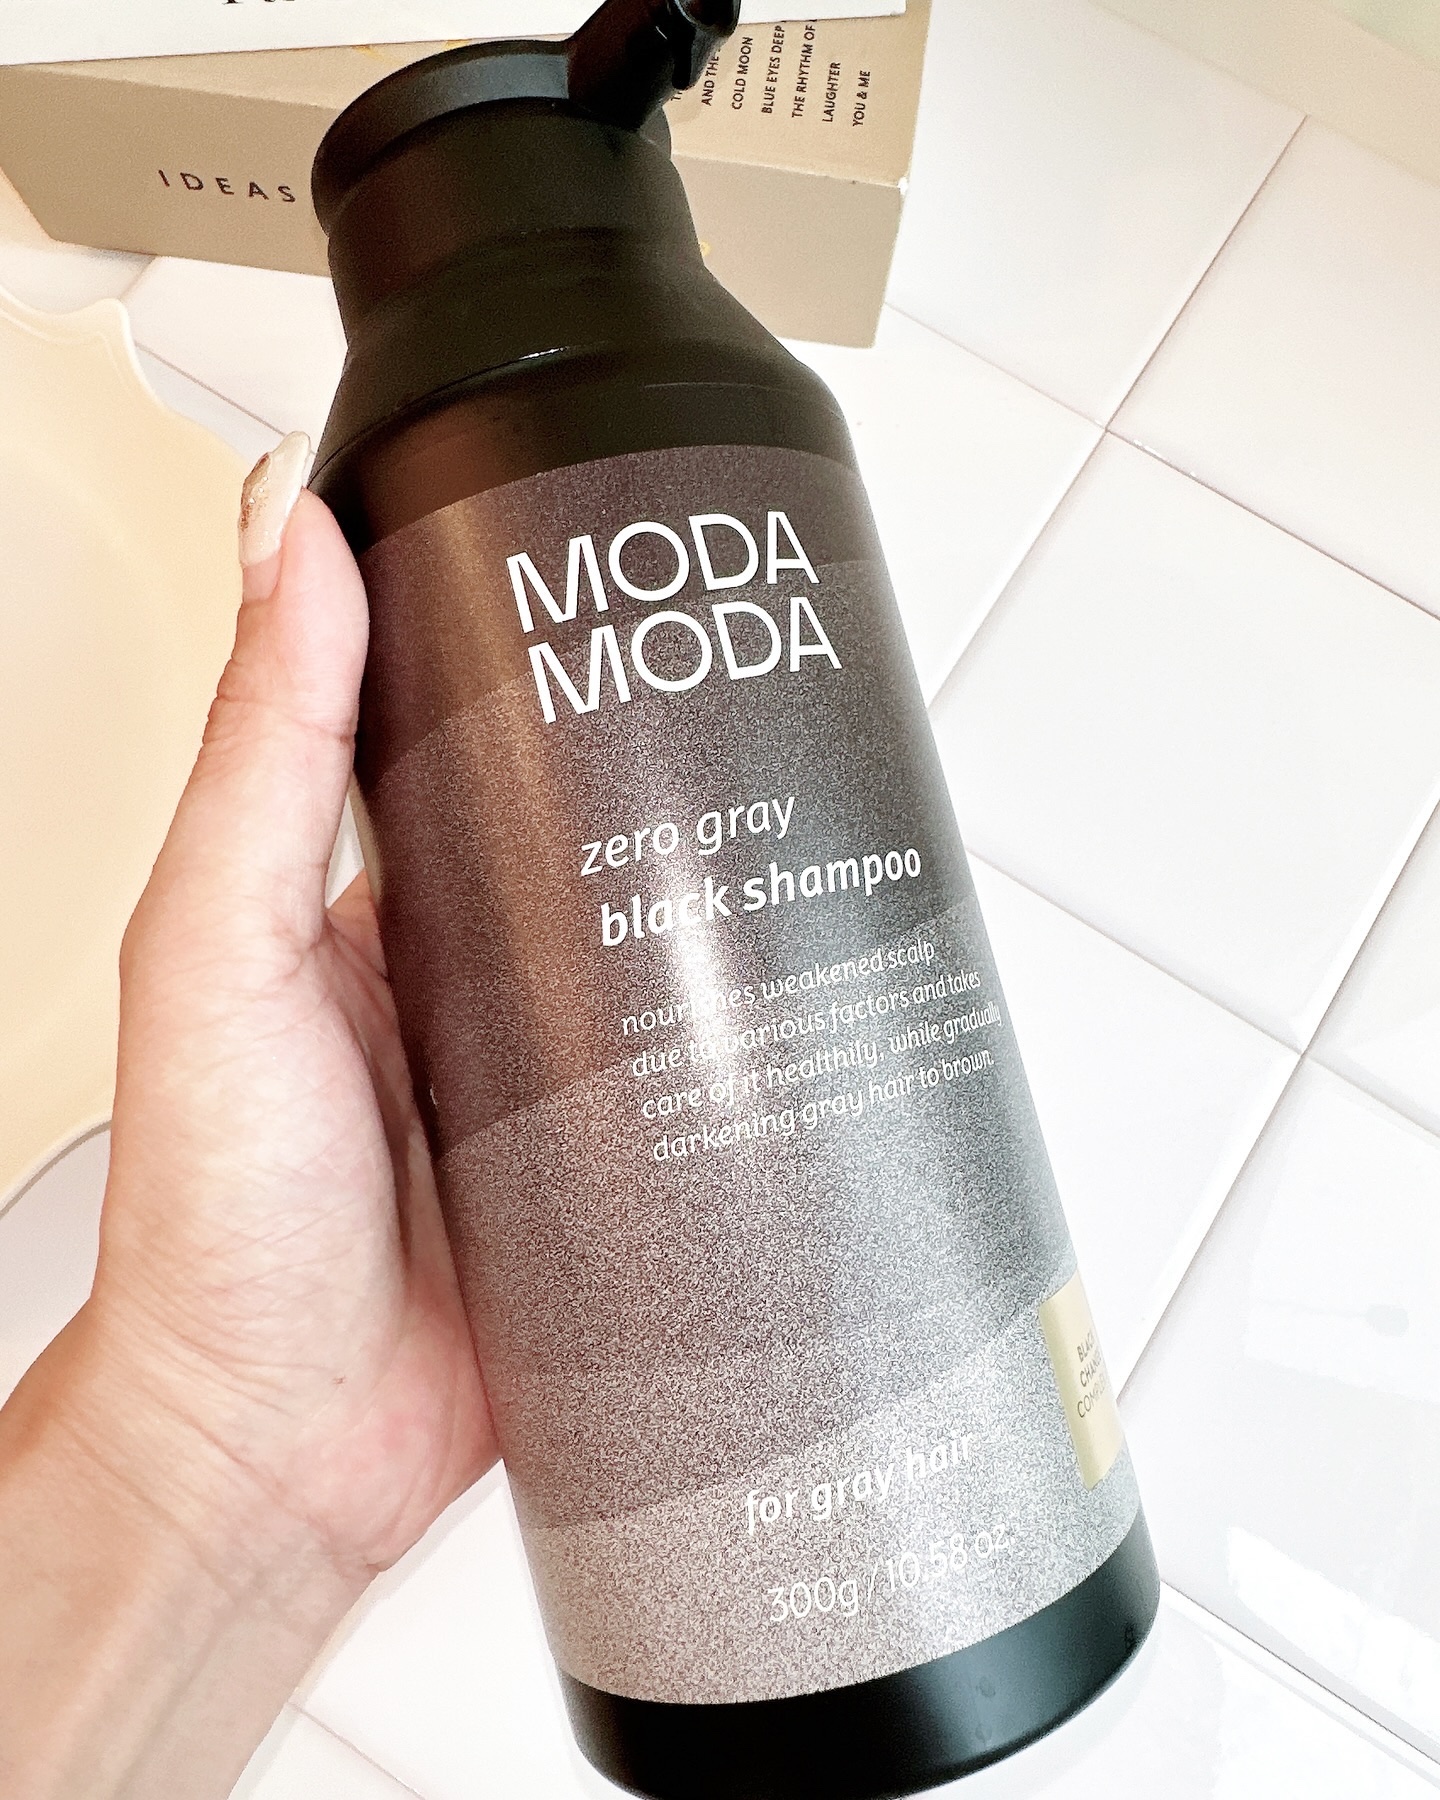 IDEAS
COLD MOON
BLUE EYES DEEP
THE RHYTHM OF
LAUGHTER
YOU & ME
MODA
MODA
zero gray
black shampoo
nourishes weakened scalp
due to various factors and takes
care of it healthily, while gradually
darkening gray hair to brown.
for gray hair
300g / 10.58 oz.
BLACK